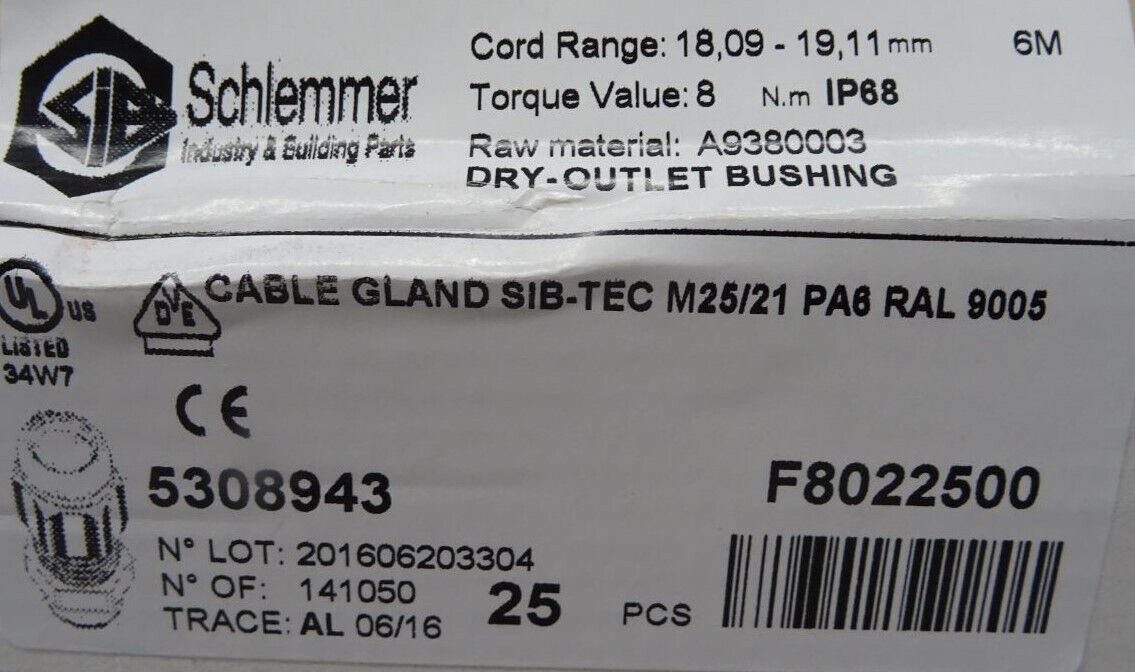 SIB
Schlemmer
Industry & Building Parts
Cord Range: 18,09 - 19,11mm 6M
Torque Value: 8 N.m IP68
Raw material: A9380003
DRY-OUTLET BUSHING
UL US
LISTED
34W7
DVE
CABLE GLAND SIB-TEC M25/21 PA6 RAL 9005
CE
5308943
F8022500
N° LOT: 201606203304
N° OF: 141050
TRACE: AL 06/16
25 PCS